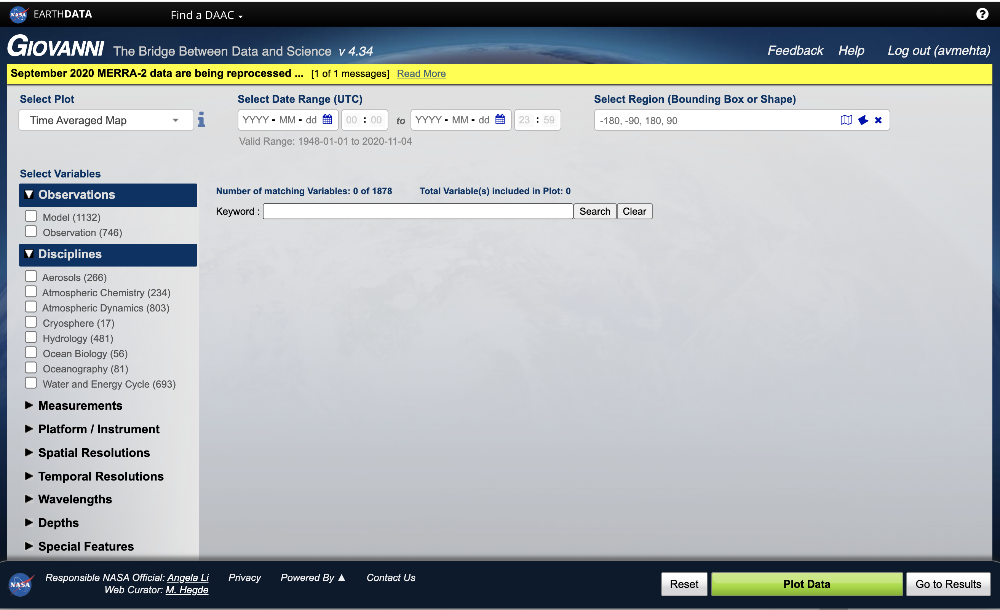 NASA EARTHDATA Find a DAAC ?
GIOVANNI The Bridge Between Data and Science v 4.34 Feedback Help Log out (avmehta)
September 2020 MERRA-2 data are being reprocessed ... [1 of 1 messages] Read More
Select Plot Select Date Range (UTC) Select Region (Bounding Box or Shape)
Time Averaged Map i YYYY - MM - dd 00 : 00 to YYYY - MM - dd 23 : 59 -180, -90, 180, 90
Valid Range: 1948-01-01 to 2020-11-04
Select Variables
Observations
Number of matching Variables: 0 of 1878 Total Variable(s) included in Plot: 0
Keyword : Search Clear
Model (1132)
Observation (746)
Disciplines
Aerosols (266)
Atmospheric Chemistry (234)
Atmospheric Dynamics (803)
Cryosphere (17)
Hydrology (481)
Ocean Biology (56)
Oceanography (81)
Water and Energy Cycle (693)
Measurements
Platform / Instrument
Spatial Resolutions
Temporal Resolutions
Wavelengths
Depths
Special Features
NASA Responsible NASA Official: Angela Li Privacy Powered By ▲ Contact Us
Web Curator: M. Hegde
Reset Plot Data Go to Results